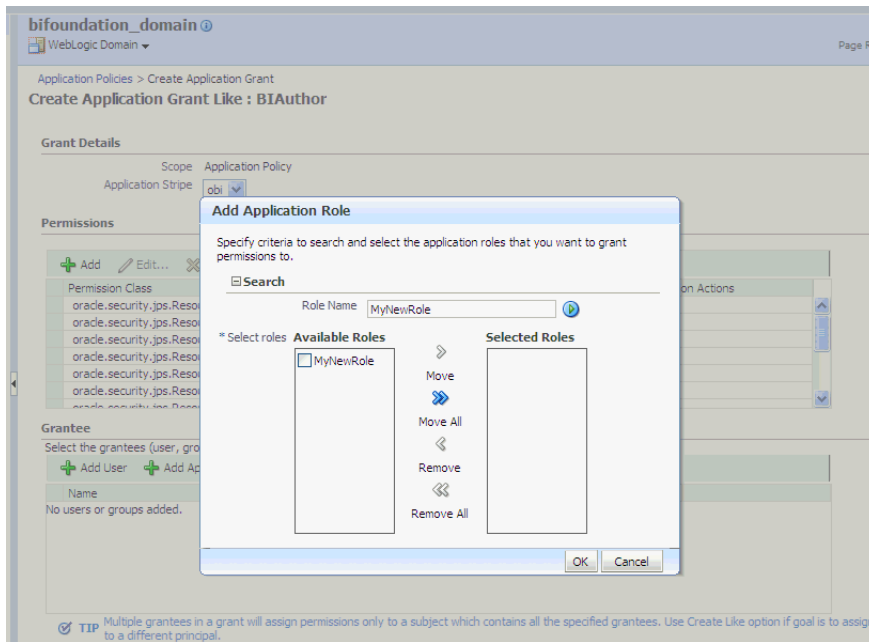 bifoundation_domain
WebLogic Domain
Page R
Application Policies > Create Application Grant
Create Application Grant Like : BIAuthor
Grant Details
Scope Application Policy
Application Stripe obi
Add Application Role
Permissions
Specify criteria to search and select the application roles that you want to grant
permissions to.
Add Edit...
Search
Permission Class
on Actions
Role Name MyNewRole
oracle.security.jps.Reso
oracle.security.jps.Reso
oracle.security.jps.Reso
oracle.security.jps.Reso
oracle.security.jps.Reso
oracle.security.jps.Reso
oracle.security.jps.Reso
* Select roles Available Roles Selected Roles
MyNewRole
Move
Move All
Remove
Remove All
Grantee
Select the grantees (user, gro
Add User Add Ap
Name
No users or groups added.
OK Cancel
TIP Multiple grantees in a grant will assign permissions only to a subject which contains all the specified grantees. Use Create Like option if goal is to assig
to a different principal.